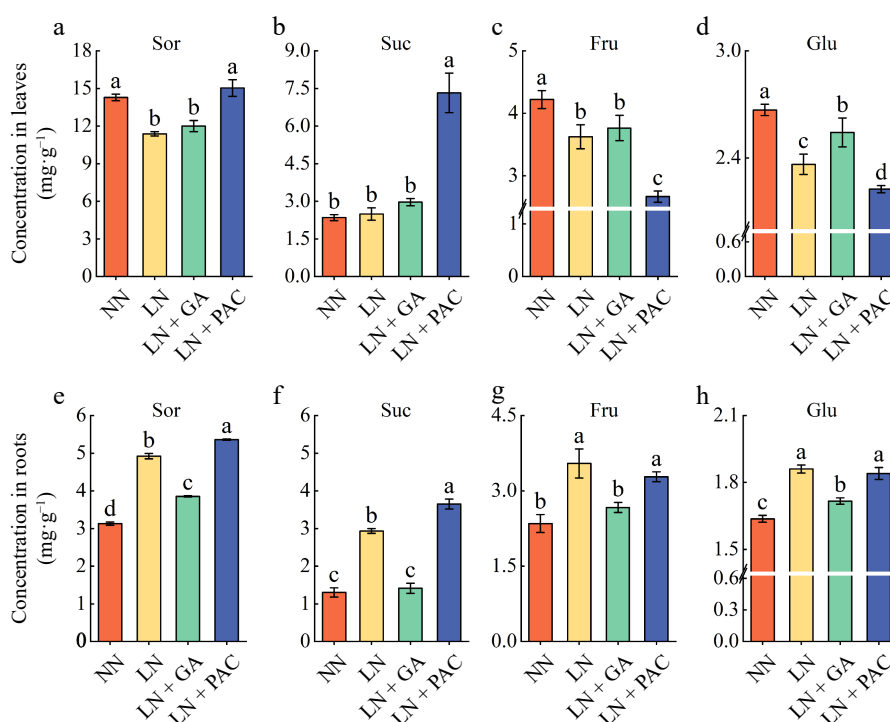 a Sor
Concentration in leaves
(mg·g⁻¹)
18
15
12
9
6
3
0
a b b a
NN LN LN + GA LN + PAC
b Suc
9.0
7.5
6.0
4.5
3.0
1.5
0.0
b b b a
NN LN LN + GA LN + PAC
c Fru
5
4
3
1
0
a b b c
NN LN LN + GA LN + PAC
d Glu
3.0
2.4
0.6
0.0
a c b d
NN LN LN + GA LN + PAC
e Sor
Concentration in roots
(mg·g⁻¹)
6
5
4
3
2
1
0
d b c a
NN LN LN + GA LN + PAC
f Suc
6
5
4
3
2
1
0
c b c a
NN LN LN + GA LN + PAC
g Fru
4.5
3.0
1.5
0.0
b a b a
NN LN LN + GA LN + PAC
h Glu
2.1
1.8
1.5
0.6
0.3
0.0
c a b a
NN LN LN + GA LN + PAC